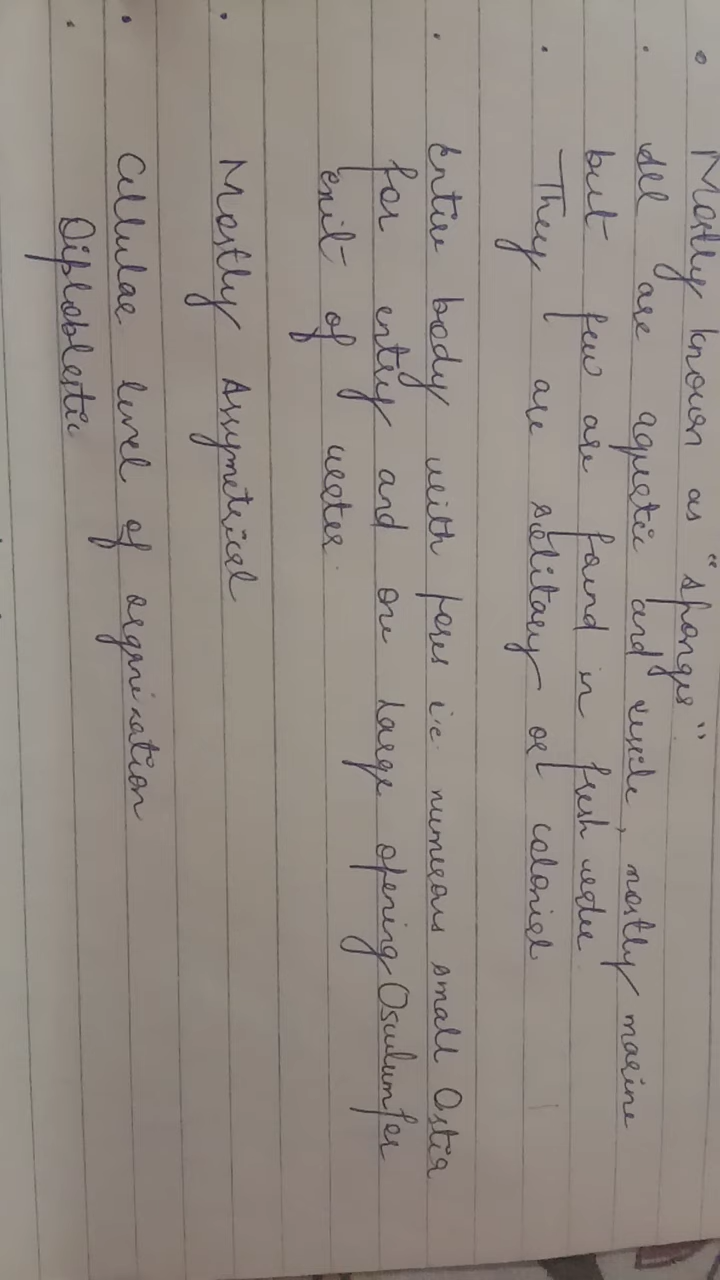 • Mostly known as "sponges"
• All are aquatic and sessile, mostly marine
but few are found in fresh water
• They are solitary or colonial
• Entire body with pores i.e. numerous small Ostia
for entry and one large opening Osculum for
exit of water.
• Mostly Assymetrical
• Cellular level of organization
• Diploblastic